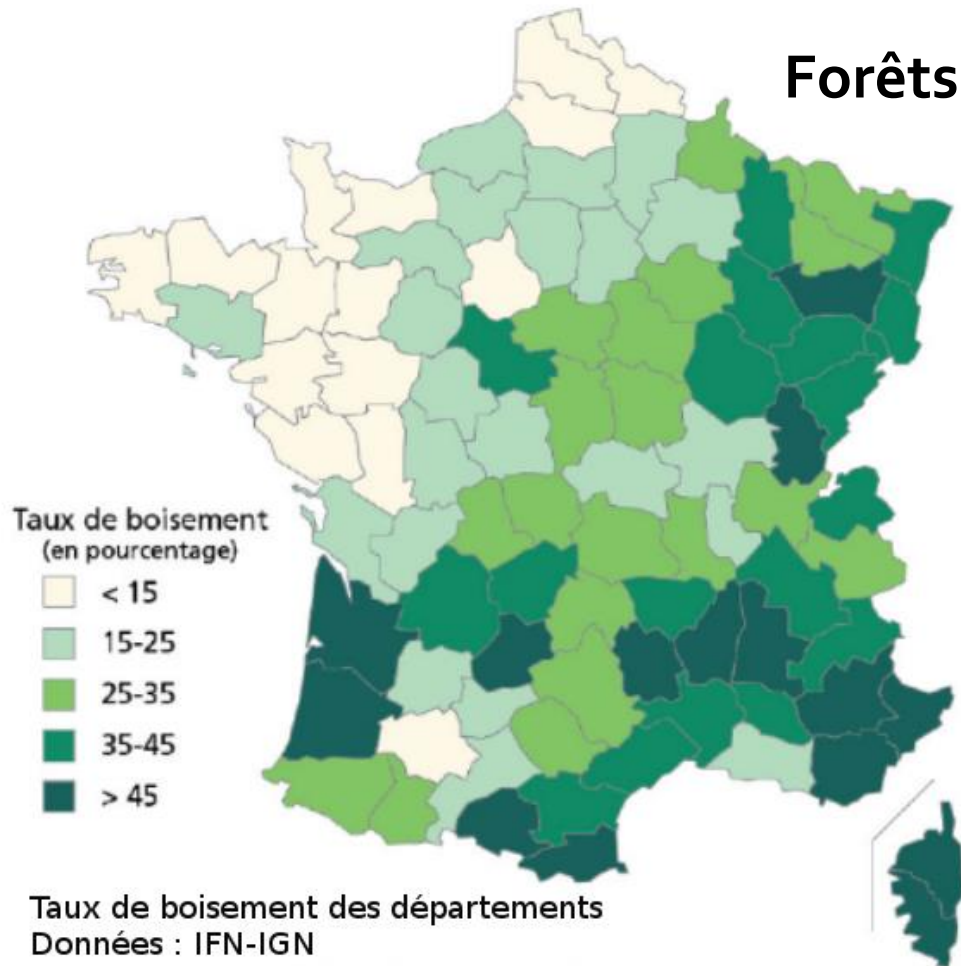 Forêts
Taux de boisement
(en pourcentage)
< 15
15-25
25-35
35-45
> 45
Taux de boisement des départements
Données : IFN-IGN